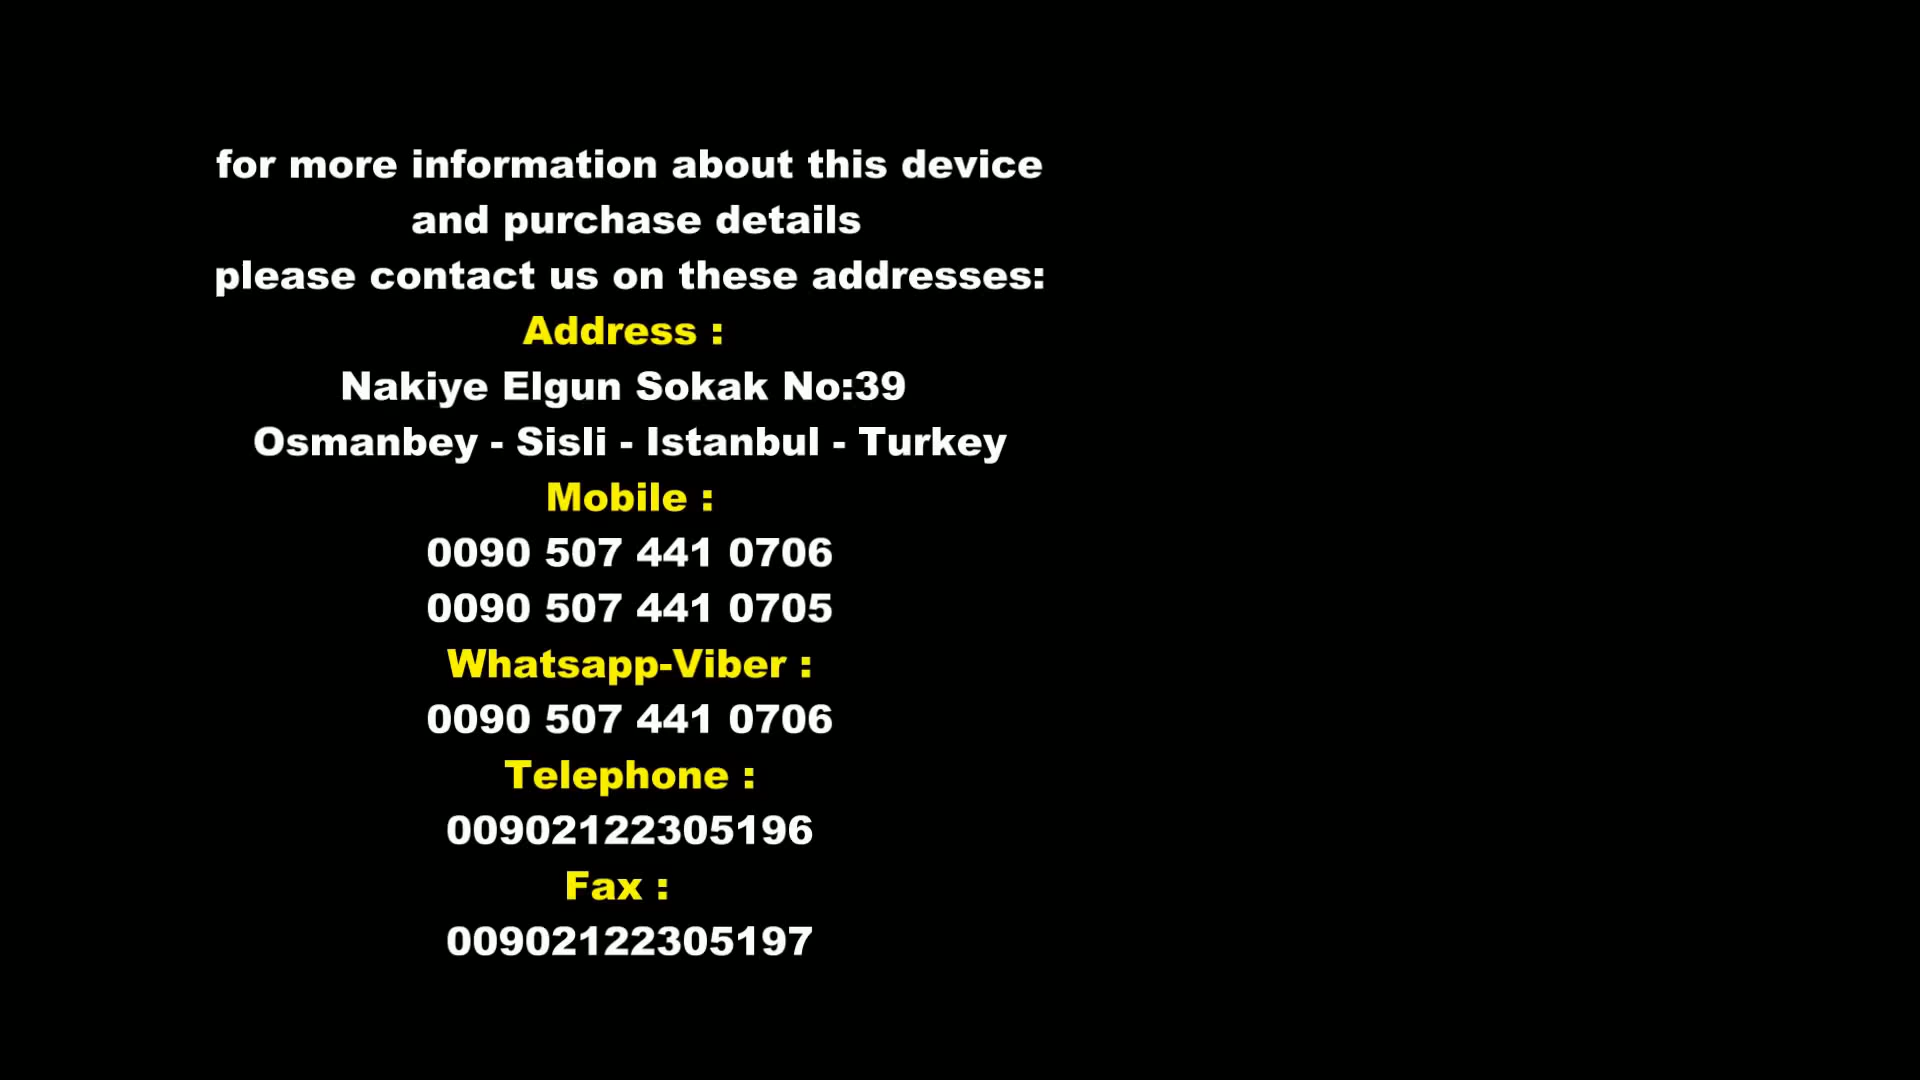 for more information about this device
and purchase details
please contact us on these addresses:
Address :
Nakiye Elgun Sokak No:39
Osmanbey - Sisli - Istanbul - Turkey
Mobile :
0090 507 441 0706
0090 507 441 0705
Whatsapp-Viber :
0090 507 441 0706
Telephone :
00902122305196
Fax :
00902122305197